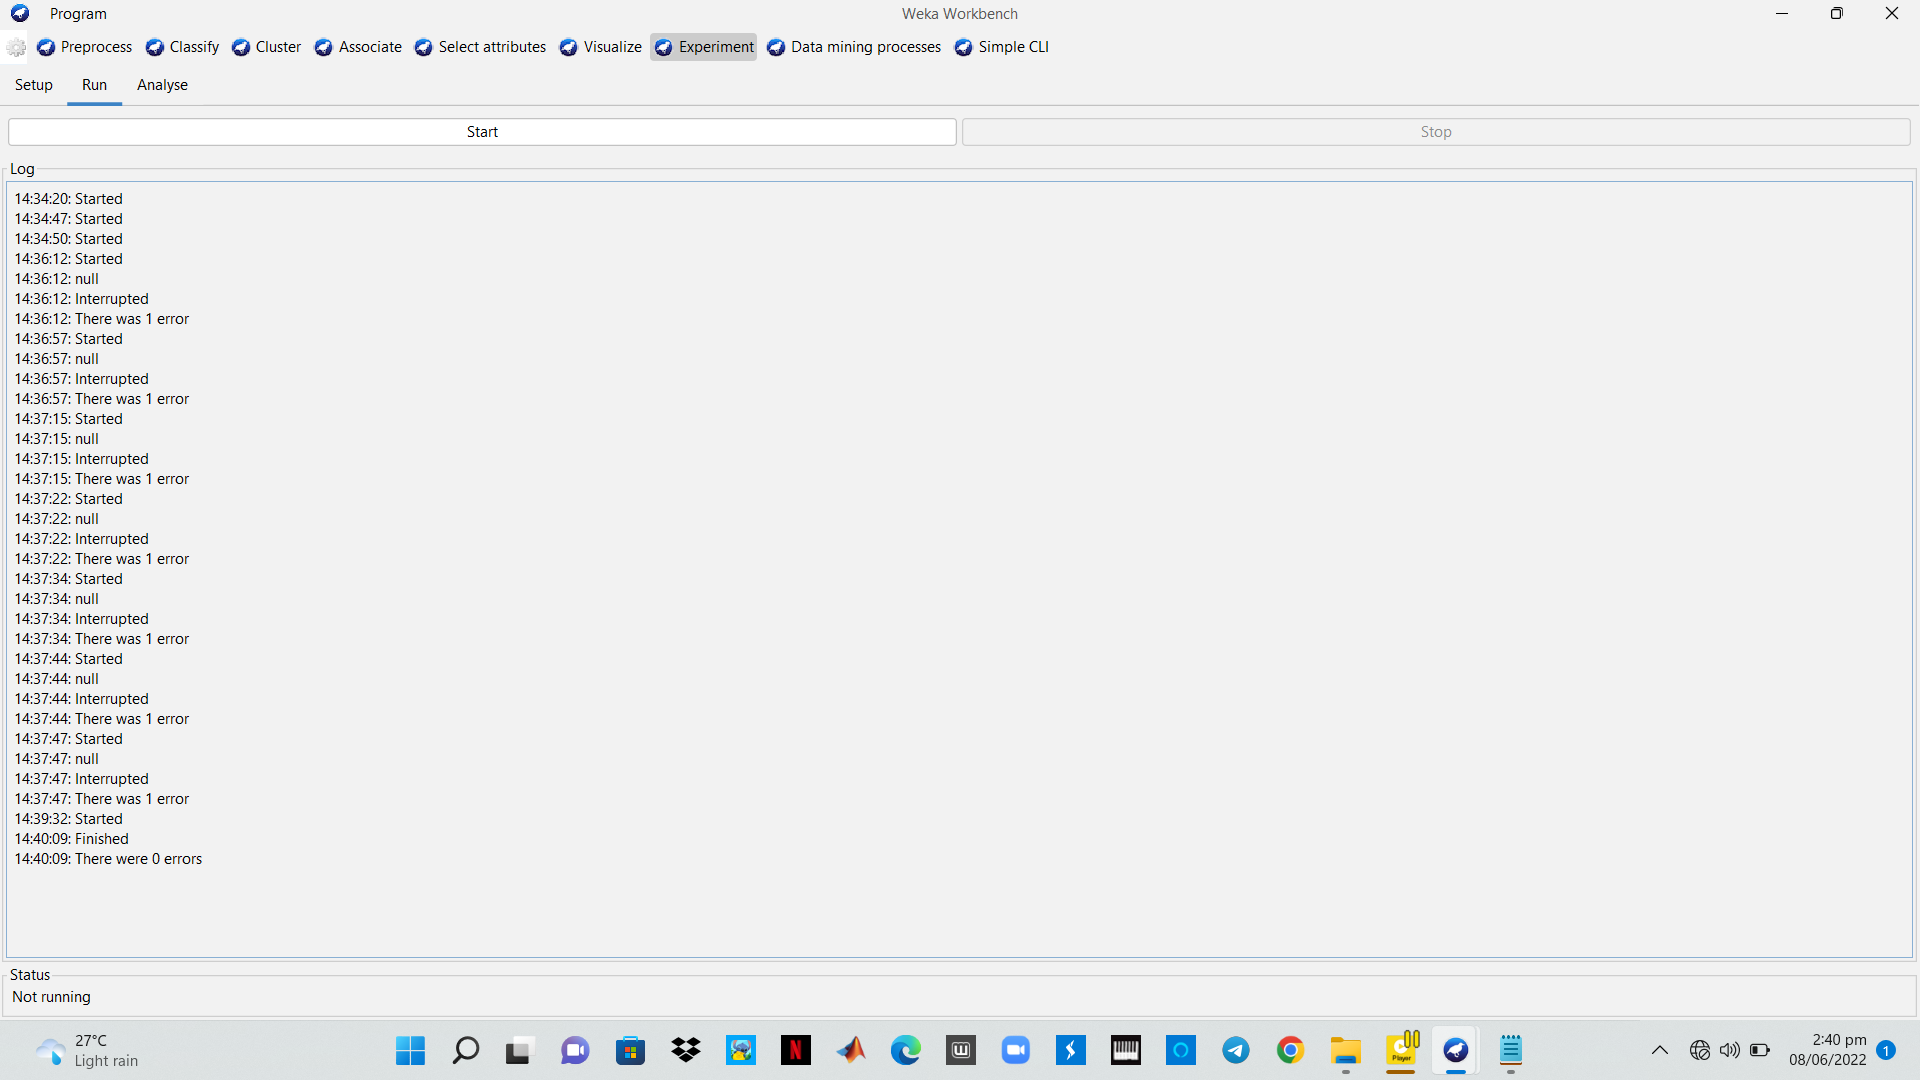 Program
Weka Workbench
Preprocess Classify Cluster Associate Select attributes Visualize Experiment Data mining processes Simple CLI
Setup Run Analyse
Start Stop
Log
14:34:20: Started
14:34:47: Started
14:34:50: Started
14:36:12: Started
14:36:12: null
14:36:12: Interrupted
14:36:12: There was 1 error
14:36:57: Started
14:36:57: null
14:36:57: Interrupted
14:36:57: There was 1 error
14:37:15: Started
14:37:15: null
14:37:15: Interrupted
14:37:15: There was 1 error
14:37:22: Started
14:37:22: null
14:37:22: Interrupted
14:37:22: There was 1 error
14:37:34: Started
14:37:34: null
14:37:34: Interrupted
14:37:34: There was 1 error
14:37:44: Started
14:37:44: null
14:37:44: Interrupted
14:37:44: There was 1 error
14:37:47: Started
14:37:47: null
14:37:47: Interrupted
14:37:47: There was 1 error
14:39:32: Started
14:40:09: Finished
14:40:09: There were 0 errors
Status
Not running
27°C
Light rain
N
Player
2:40 pm
08/06/2022
1